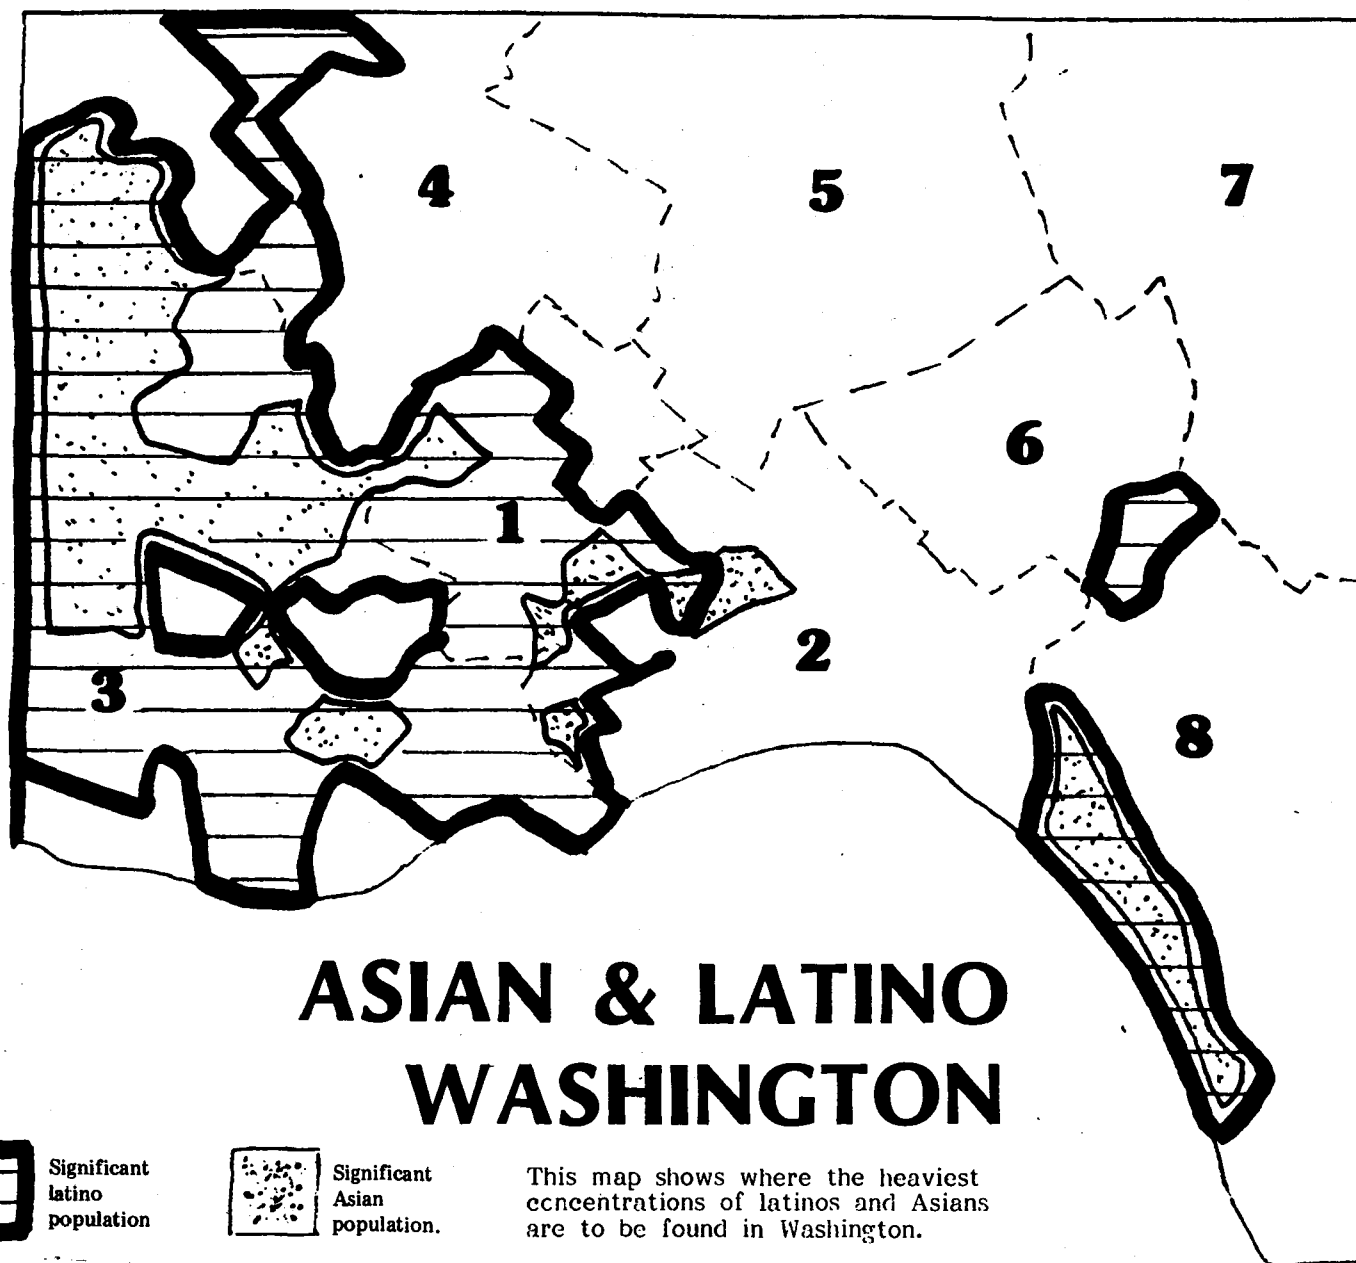 4
5
7
6
1
2
3
8
ASIAN & LATINO
WASHINGTON
Significant
latino
population
Significant
Asian
population.
This map shows where the heaviest
concentrations of latinos and Asians
are to be found in Washington.